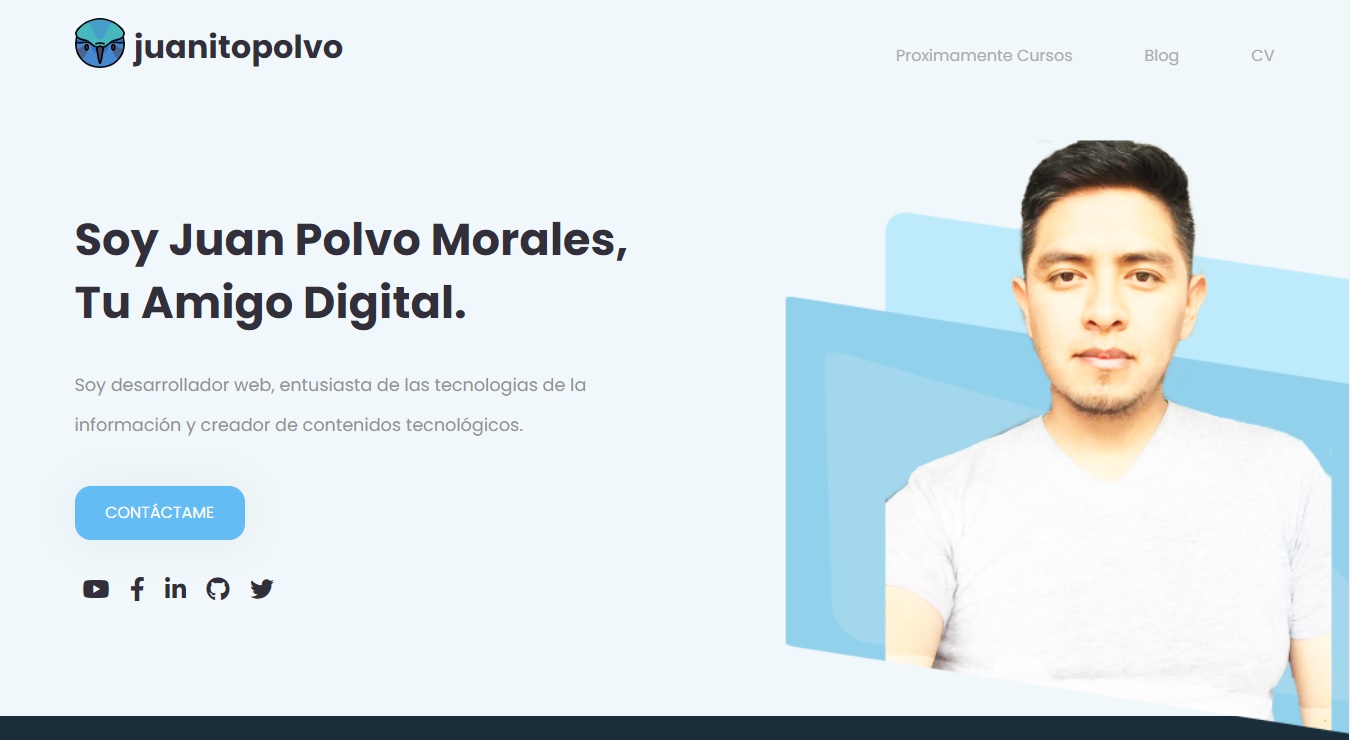 juanitopolvo
Proximamente Cursos
Blog
CV
Soy Juan Polvo Morales,
Tu Amigo Digital.
Soy desarrollador web, entusiasta de las tecnologias de la
información y creador de contenidos tecnológicos.
CONTÁCTAME